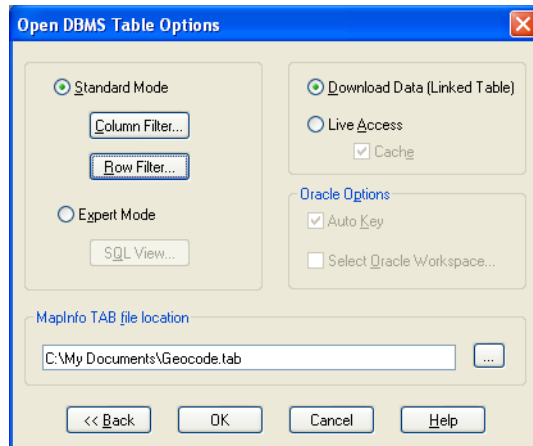 Open DBMS Table Options
Standard Mode
Column Filter...
Row Filter...
Expert Mode
SQL View...
Download Data (Linked Table)
Live Access
Cache
Oracle Options
Auto Key
Select Oracle Workspace...
MapInfo TAB file location
C:\My Documents\Geocode.tab
...
<< Back
OK
Cancel
Help